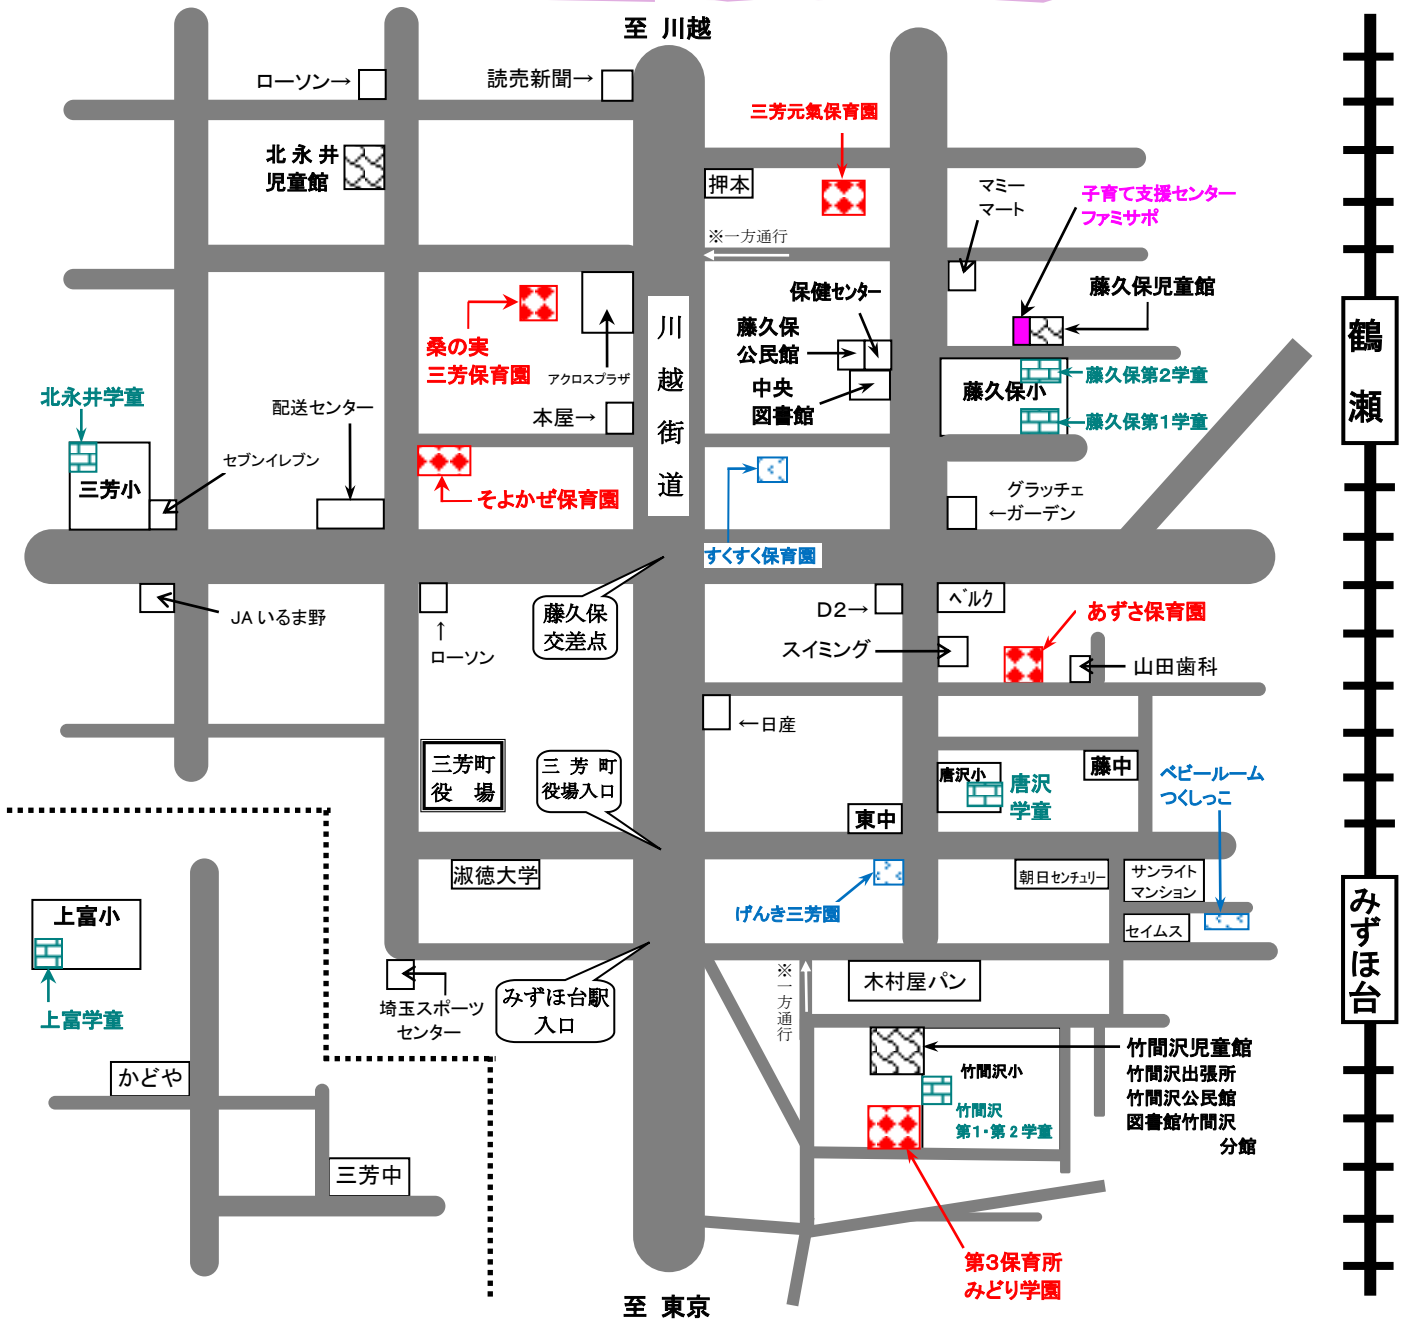 至 川越
ローソン→
読売新聞→
三芳元氣保育園
北 永 井
児童館
押本
マミー
マート
子育て支援センター
ファミサポ
※一方通行
保健センター
藤久保児童館
藤久保
公民館
川越街道
鶴瀬
桑の実
三芳保育園
アクロスプラザ
中央
図書館
藤久保小
藤久保第2学童
藤久保第1学童
北永井学童
配送センター
本屋→
セブンイレブン
三芳小
そよかぜ保育園
グラッチェ
←ガーデン
すくすく保育園
JAいるま野
↑
ローソン
藤久保
交差点
D2→
ベルク
あずさ保育園
スイミング
山田歯科
←日産
三芳町
役 場
三 芳 町
役場入口
唐沢小
唐沢
学童
藤中
ベビールーム
つくしっこ
東中
淑徳大学
げんき三芳園
朝日センチュリー
サンライト
マンション
セイムス
みずほ台
上富小
上富学童
埼玉スポーツ
センター
みずほ台駅
入口
※一方通行
木村屋パン
かどや
竹間沢児童館
竹間沢出張所
竹間沢公民館
図書館竹間沢
分館
竹間沢小
竹間沢
第1・第2学童
三芳中
第3保育所
みどり学園
至 東京